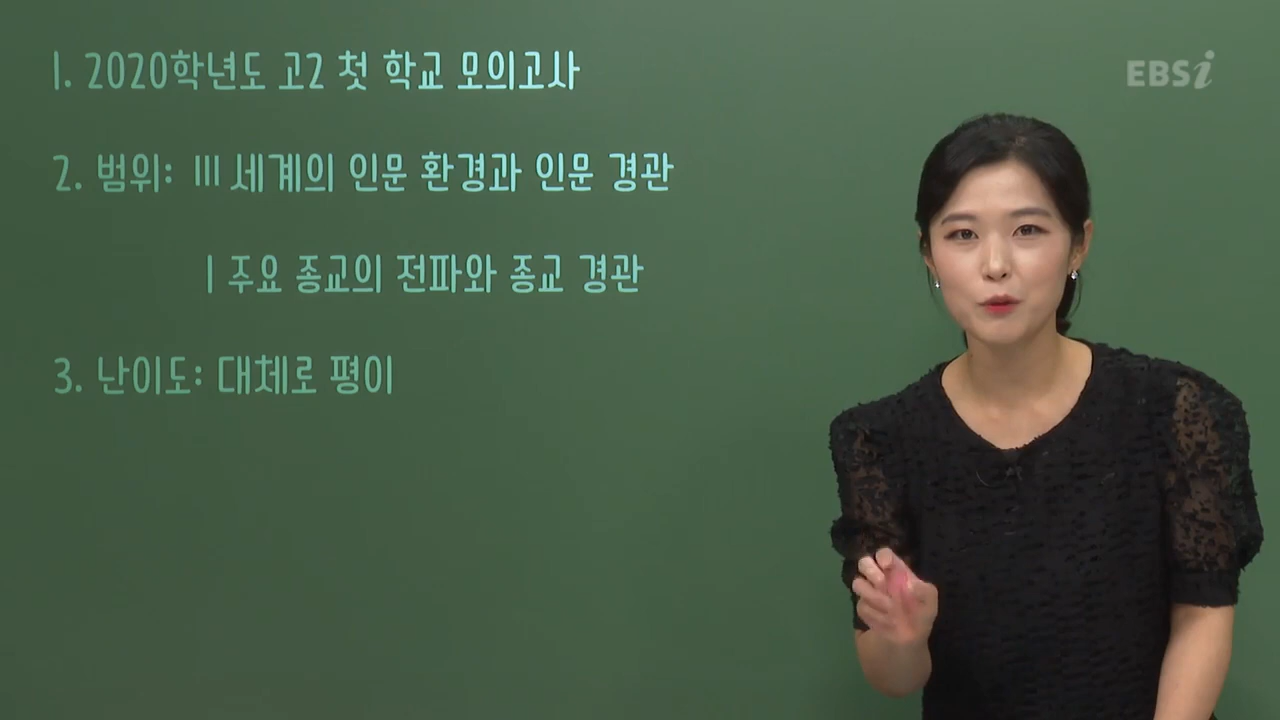 1. 2020학년도 고2 첫 학교 모의고사
EBSi
2. 범위: III 세계의 인문 환경과 인문 경관
1 주요 종교의 전파와 종교 경관
3. 난이도: 대체로 평이